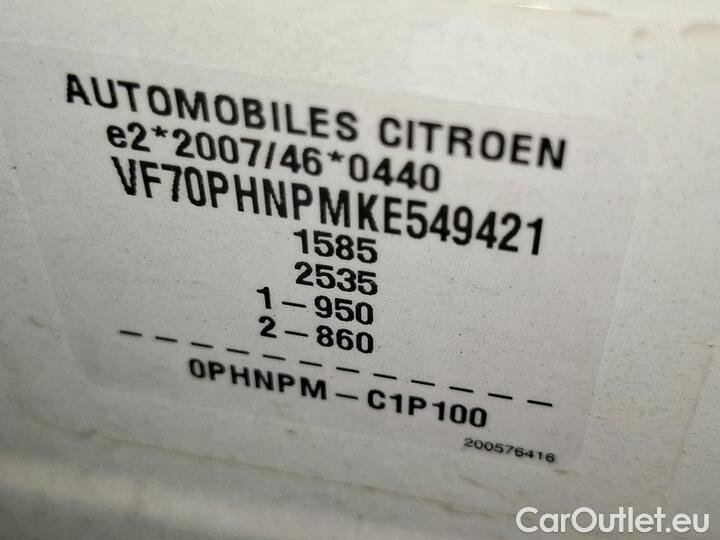 AUTOMOBILES CITROEN
e2*2007/46*0440
VF70PHNPMKE549421
1585
2535
1-950
2-860
0PHNPM-C1P100
200576416
CarOutlet.eu